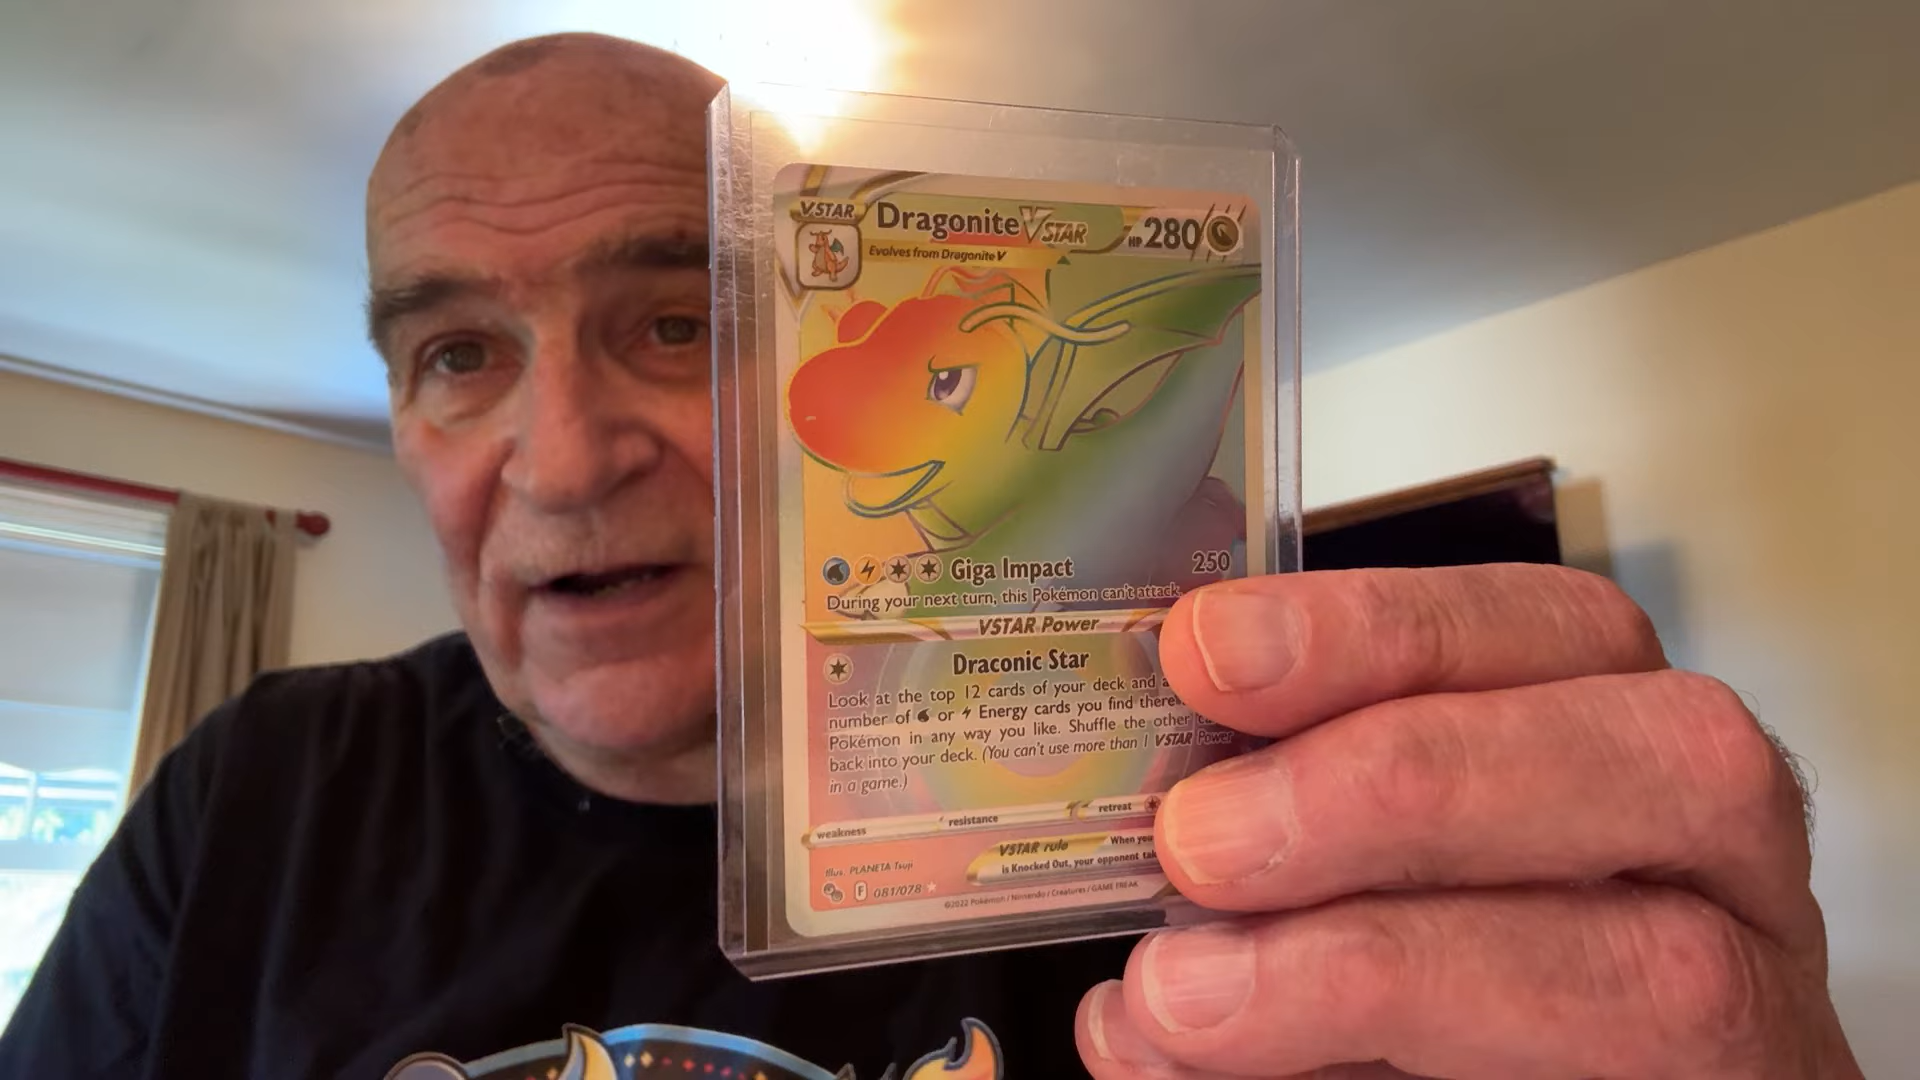 VSTAR
Dragonite VSTAR
HP 280
Evolves from Dragonite V
Giga Impact 250
During your next turn, this Pokémon can't attack.
VSTAR Power
Draconic Star
Look at the top 12 cards of your deck and a
number of or Energy cards you find there
Pokémon in any way you like. Shuffle the other
back into your deck. (You can't use more than 1 VSTAR Power
in a game.)
weakness resistance retreat
VSTAR rule When you
is Knocked Out, your opponent tak
Illus. PLANETA Tsuji
F 081/078
©2022 Pokémon / Nintendo / Creatures / GAME FREAK